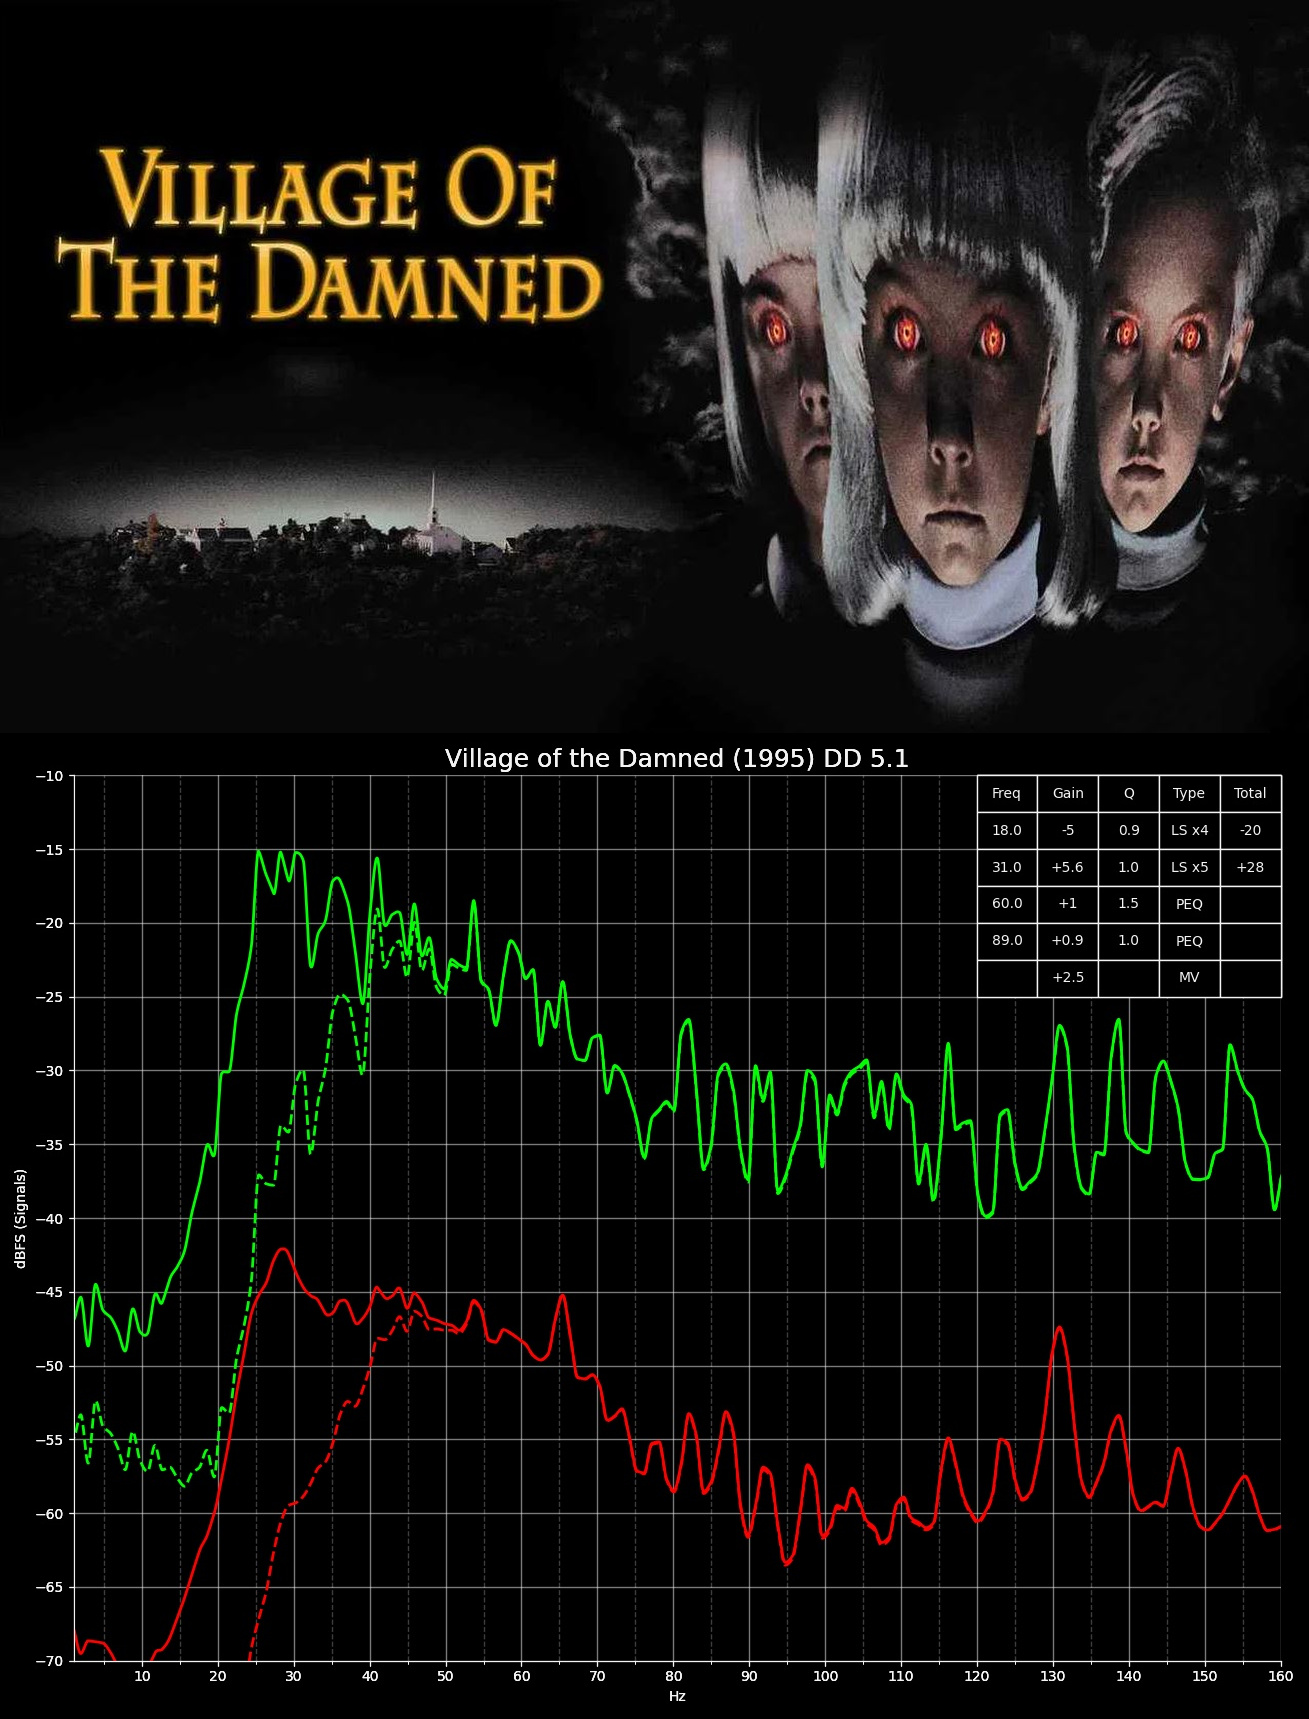 VILLAGE OF
THE DAMNED
Village of the Damned (1995) DD 5.1
Freq Gain Q Type Total
18.0 -5 0.9 LS x4 -20
31.0 +5.6 1.0 LS x5 +28
60.0 +1 1.5 PEQ
89.0 +0.9 1.0 PEQ
+2.5 MV
−10
−15
−20
−25
−30
−35
−40
−45
−50
−55
−60
−65
−70
dBFS (Signals)
10 20 30 40 50 60 70 80 90 100 110 120 130 140 150 160
Hz